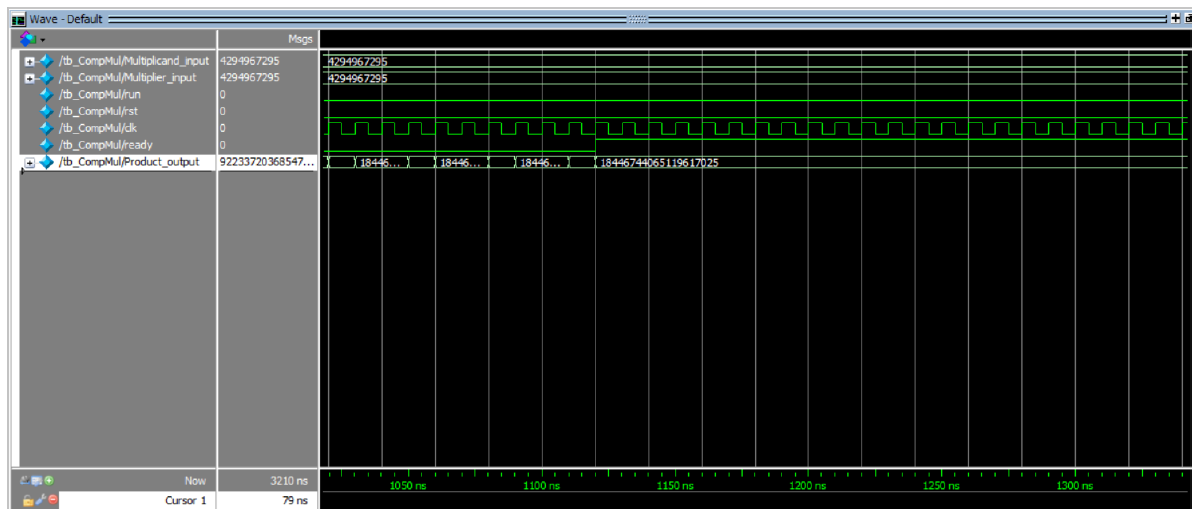 Wave - Default
Msgs
/tb_CompMul/Multiplicand_input 4294967295 4294967295
/tb_CompMul/Multiplier_input 4294967295 4294967295
/tb_CompMul/run 0
/tb_CompMul/rst 0
/tb_CompMul/clk 0
/tb_CompMul/ready 0
/tb_CompMul/Product_output 92233720368547... 18446... 18446... 18446... 18446744065119617025
Now 3210 ns 1050 ns 1100 ns 1150 ns 1200 ns 1250 ns 1300 ns
Cursor 1 79 ns